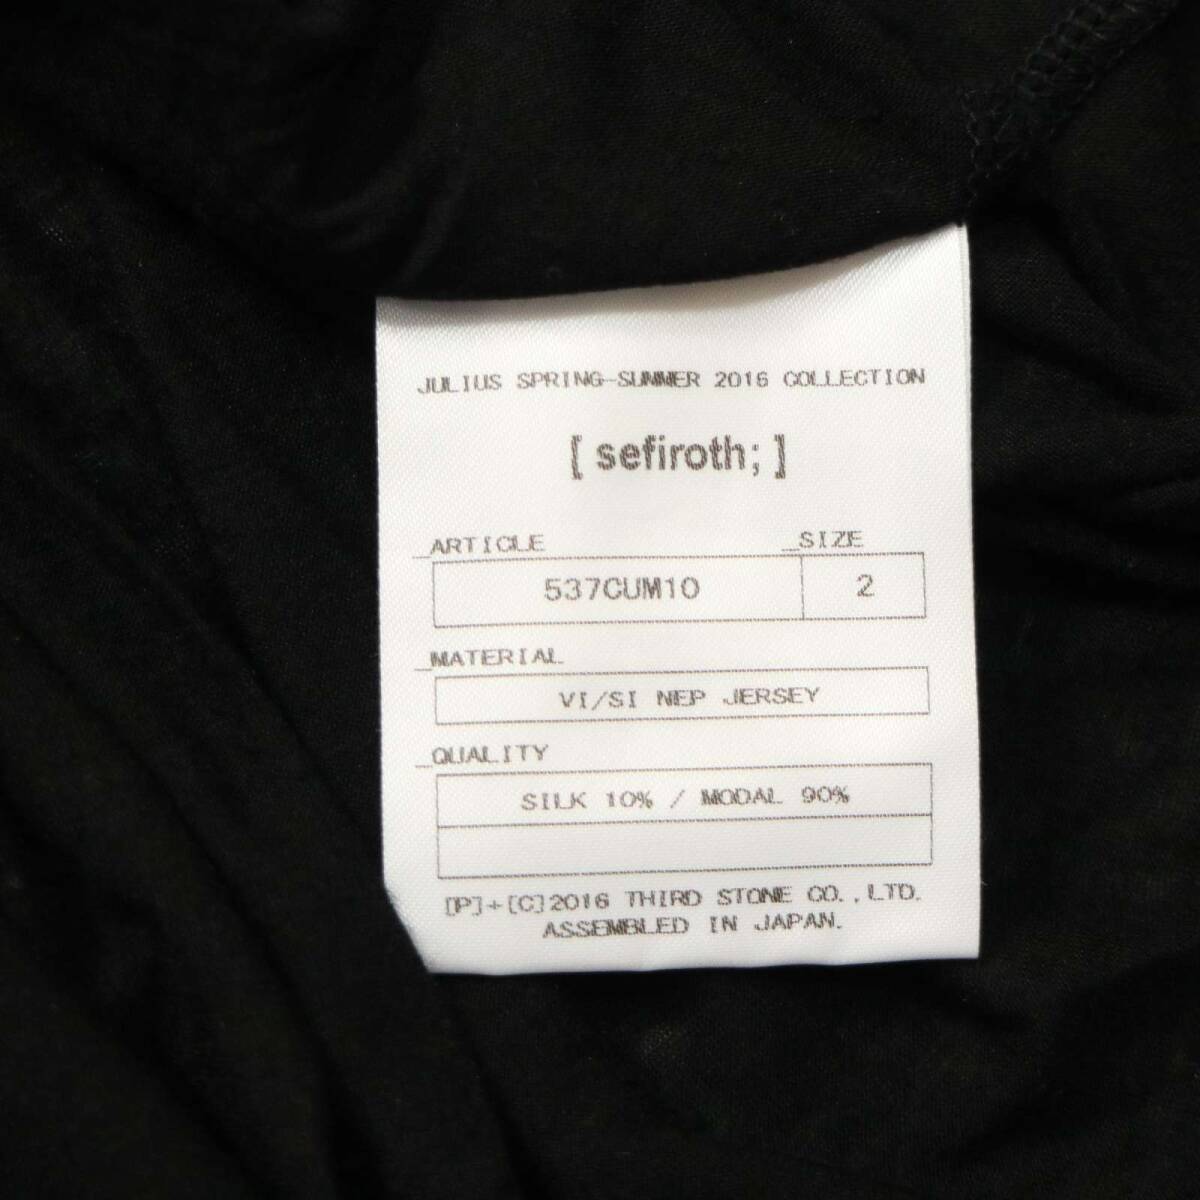 JULIUS SPRING-SUMMER 2016 COLLECTION
[ sefiroth; ]
_ARTICLE _SIZE
537CUM10 2
_MATERIAL
VI/SI NEP JERSEY
_QUALITY
SILK 10% / MODAL 90%
[P]+[C]2016 THIRD STONE CO.,LTD.
ASSEMBLED IN JAPAN.